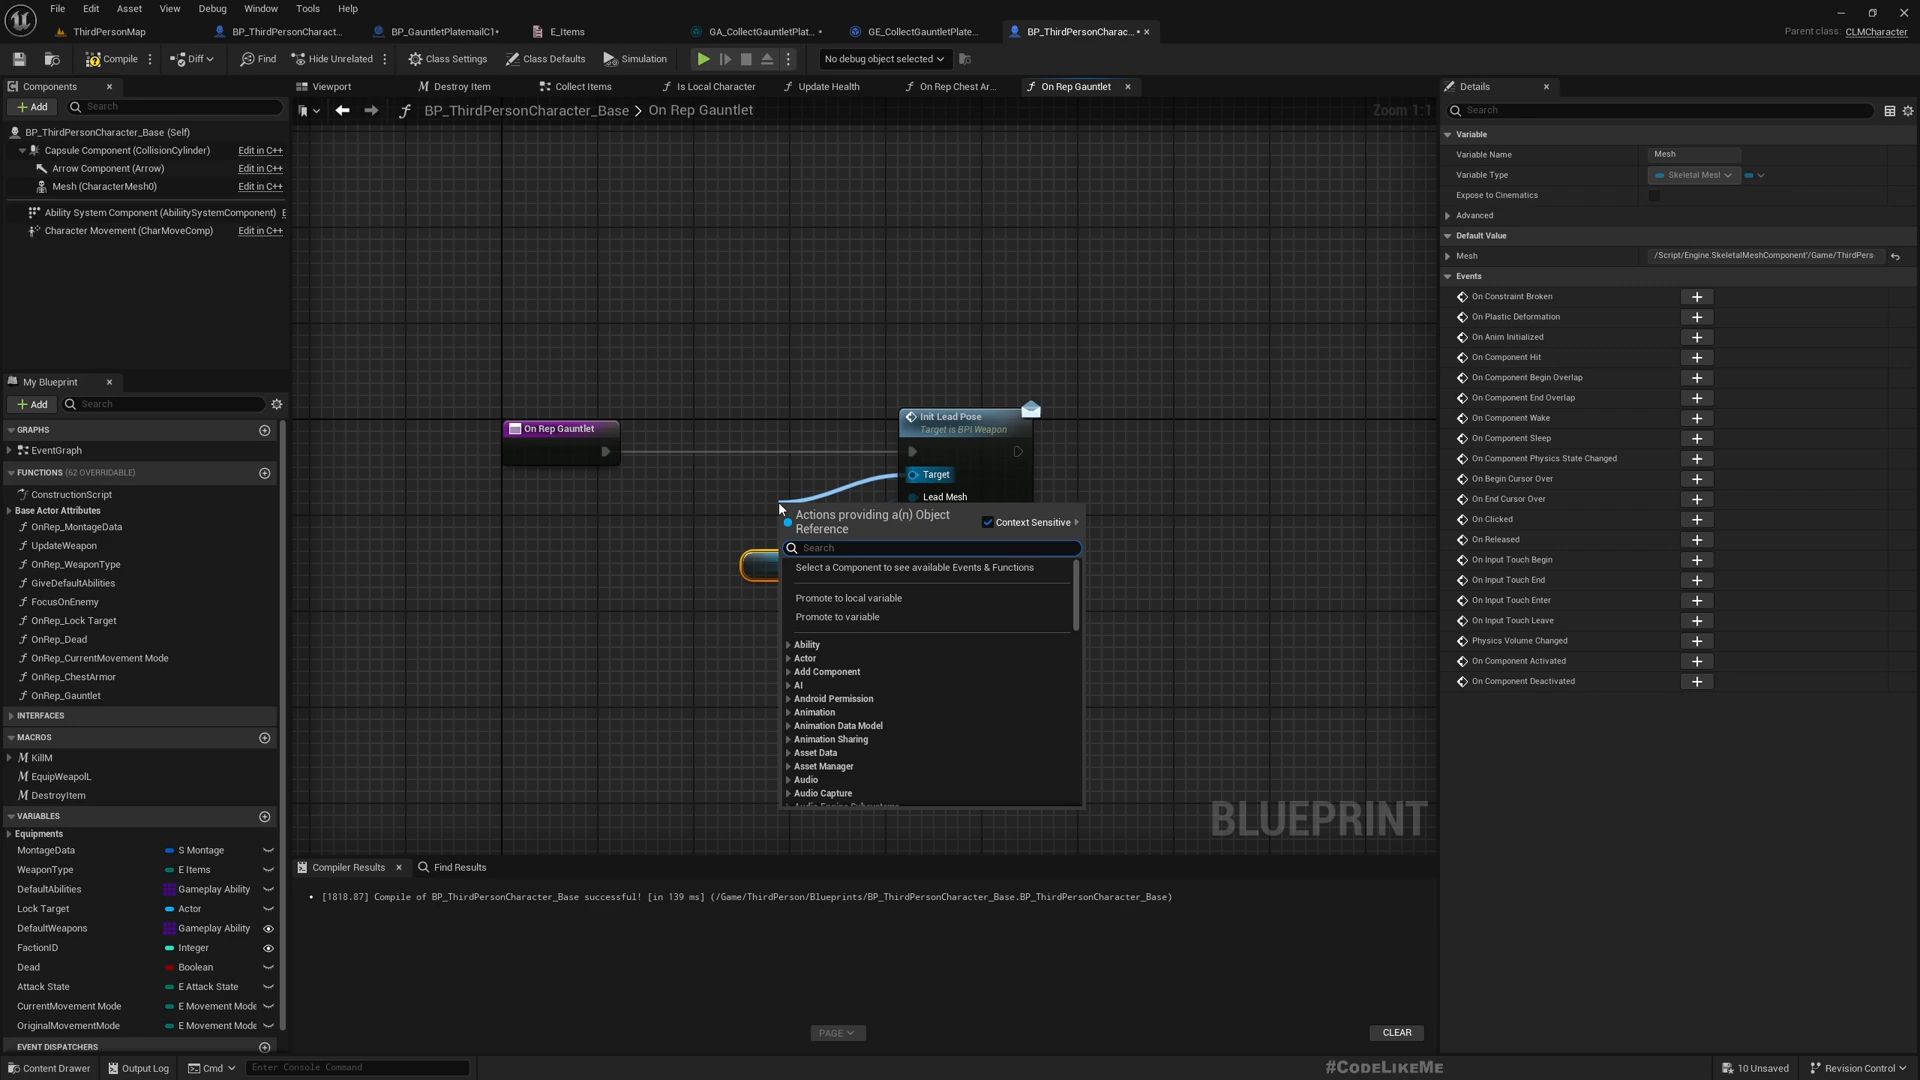 File Edit Asset View Debug Window Tools Help
ThirdPersonMap BP_ThirdPersonCharact... BP_GauntletPlatemailC1• E_Items GA_CollectGauntletPlat...• GE_CollectGauntletPlate... BP_ThirdPersonCharac...•
Parent class: CLMCharacter
Compile Diff Find Hide Unrelated Class Settings Class Defaults Simulation No debug object selected
Components
Add Search
BP_ThirdPersonCharacter_Base (Self)
Capsule Component (CollisionCylinder) Edit in C++
Arrow Component (Arrow) Edit in C++
Mesh (CharacterMesh0) Edit in C++
Ability System Component (AbilitySystemComponent) E
Character Movement (CharMoveComp) Edit in C++
My Blueprint
Add Search
GRAPHS
EventGraph
FUNCTIONS (62 OVERRIDABLE)
ConstructionScript
Base Actor Attributes
OnRep_MontageData
UpdateWeapon
OnRep_WeaponType
GiveDefaultAbilities
FocusOnEnemy
OnRep_Lock Target
OnRep_Dead
OnRep_CurrentMovement Mode
OnRep_ChestArmor
OnRep_Gauntlet
INTERFACES
MACROS
KillM
EquipWeapolL
DestroyItem
VARIABLES
Equipments
MontageData S Montage
WeaponType E Items
DefaultAbilities Gameplay Ability
Lock Target Actor
DefaultWeapons Gameplay Ability
FactionID Integer
Dead Boolean
Attack State E Attack State
CurrentMovement Mode E Movement Mode
OriginalMovementMode E Movement Mode
EVENT DISPATCHERS
Viewport Destroy Item Collect Items Is Local Character Update Health On Rep Chest Ar... On Rep Gauntlet
BP_ThirdPersonCharacter_Base > On Rep Gauntlet
Zoom 1:1
On Rep Gauntlet
Init Lead Pose
Target is BPI Weapon
Target
Lead Mesh
Actions providing a(n) Object
Reference
Context Sensitive
Search
Select a Component to see available Events & Functions
Promote to local variable
Promote to variable
Ability
Actor
Add Component
AI
Android Permission
Animation
Animation Data Model
Animation Sharing
Asset Data
Asset Manager
Audio
Audio Capture
BLUEPRINT
Compiler Results Find Results
[1818.87] Compile of BP_ThirdPersonCharacter_Base successful! [in 139 ms] (/Game/ThirdPerson/Blueprints/BP_ThirdPersonCharacter_Base.BP_ThirdPersonCharacter_Base)
PAGE
CLEAR
Details
Search
Variable
Variable Name Mesh
Variable Type Skeletal Mesh
Expose to Cinematics
Advanced
Default Value
Mesh /Script/Engine.SkeletalMeshComponent'/Game/ThirdPers
Events
On Constraint Broken
On Plastic Deformation
On Anim Initialized
On Component Hit
On Component Begin Overlap
On Component End Overlap
On Component Wake
On Component Sleep
On Component Physics State Changed
On Begin Cursor Over
On End Cursor Over
On Clicked
On Released
On Input Touch Begin
On Input Touch End
On Input Touch Enter
On Input Touch Leave
Physics Volume Changed
On Component Activated
On Component Deactivated
Content Drawer Output Log Cmd Enter Console Command #CodeLikeMe 10 Unsaved Revision Control